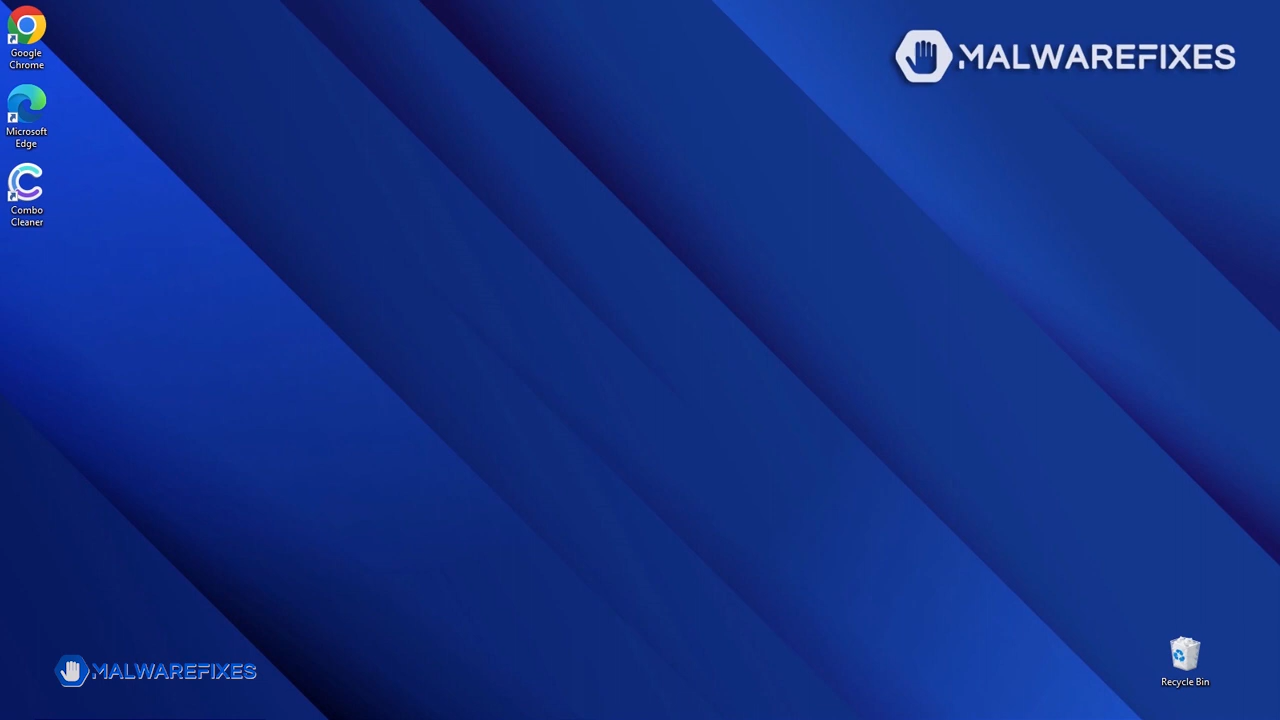 Google
Chrome
MALWAREFIXES
Microsoft
Edge
Combo
Cleaner
MALWAREFIXES
Recycle Bin